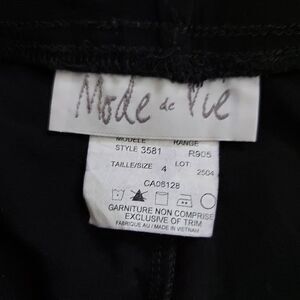 Mode de Vie
MODELE RANGE
STYLE 3581 R905
TAILLE/SIZE 4 LOT 2504
CA06128
GARNITURE NON COMPRISE
EXCLUSIVE OF TRIM
FABRIQUE AU / MADE IN VIETNAM